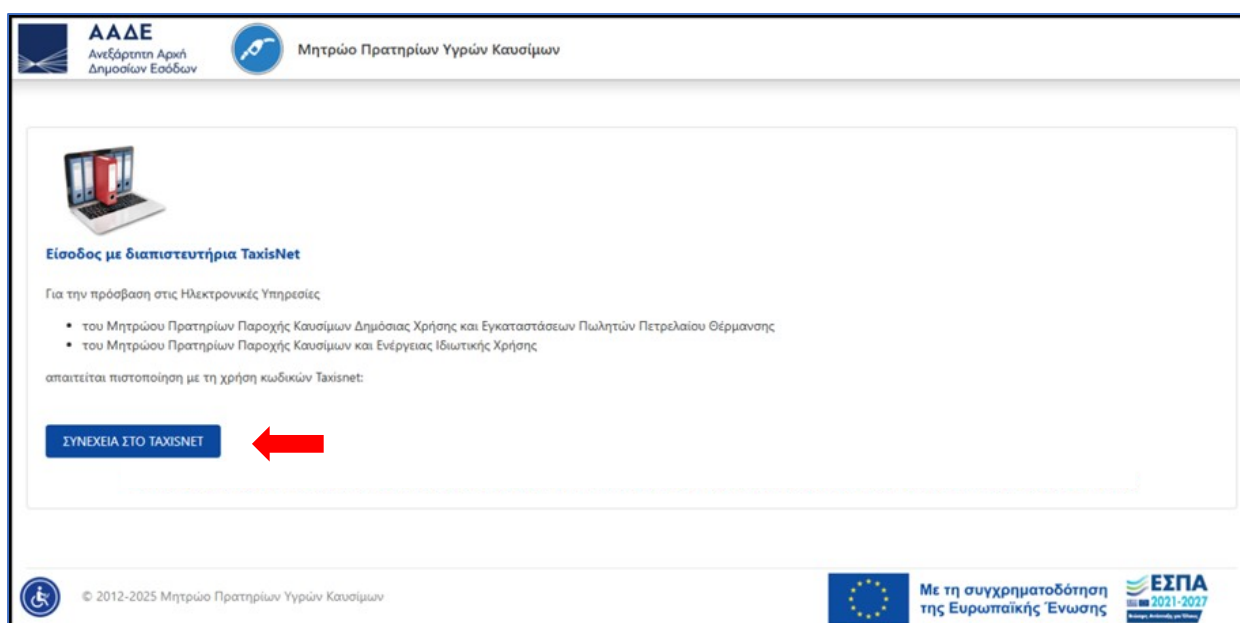 ΑΑΔΕ
Ανεξάρτητη Αρχή
Δημοσίων Εσόδων
Μητρώο Πρατηρίων Υγρών Καυσίμων
Είσοδος με διαπιστευτήρια TaxisNet
Για την πρόσβαση στις Ηλεκτρονικές Υπηρεσίες
• του Μητρώου Πρατηρίων Παροχής Καυσίμων Δημόσιας Χρήσης και Εγκαταστάσεων Πωλητών Πετρελαίου Θέρμανσης
• του Μητρώου Πρατηρίων Παροχής Καυσίμων και Ενέργειας Ιδιωτικής Χρήσης
απαιτείται πιστοποίηση με τη χρήση κωδικών Taxisnet:
ΣΥΝΕΧΕΙΑ ΣΤΟ TAXISNET
© 2012-2025 Μητρώο Πρατηρίων Υγρών Καυσίμων
Με τη συγχρηματοδότηση
της Ευρωπαϊκής Ένωσης
ΕΣΠΑ
2021-2027